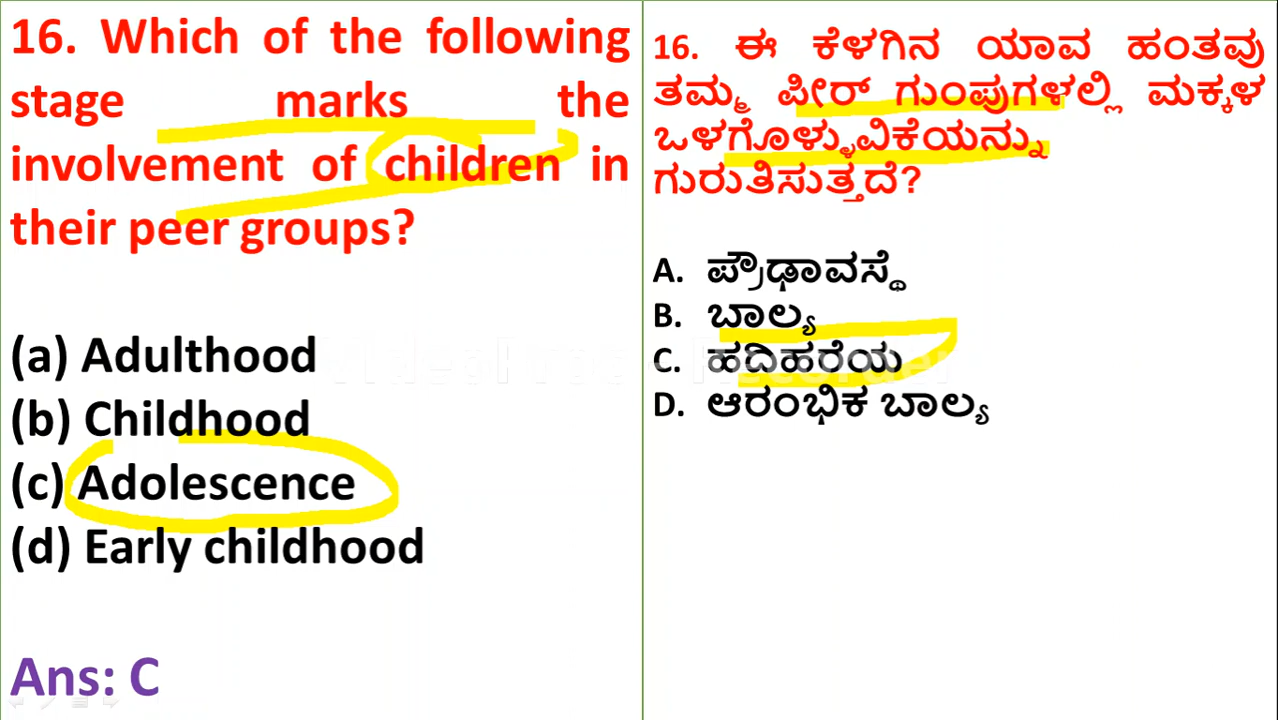 16. Which of the following
stage marks the
involvement of children in
their peer groups?
(a) Adulthood
(b) Childhood
(c) Adolescence
(d) Early childhood
Ans: C
16. ಈ ಕೆಳಗಿನ ಯಾವ ಹಂತವು
ತಮ್ಮ ಪೀರ್ ಗುಂಪುಗಳಲ್ಲಿ ಮಕ್ಕಳ
ಒಳಗೊಳ್ಳುವಿಕೆಯನ್ನು
ಗುರುತಿಸುತ್ತದೆ?
A. ಪ್ರೌಢಾವಸ್ಥೆ
B. ಬಾಲ್ಯ
C. ಹದಿಹರೆಯ
D. ಆರಂಭಿಕ ಬಾಲ್ಯ